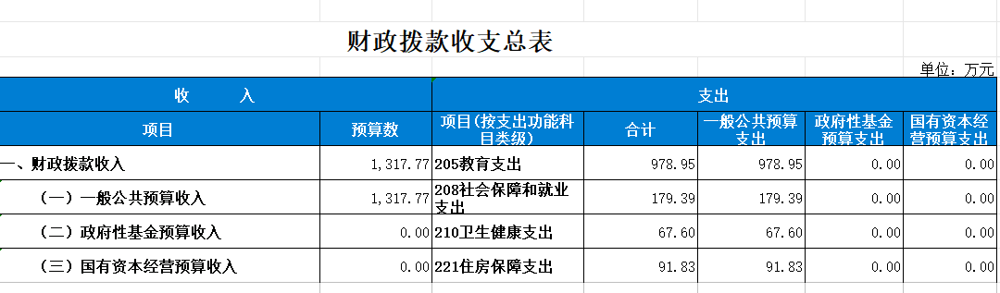 财政拨款收支总表
单位：万元
收 入 支出
项目 预算数 项目（按支出功能科目类级） 合计 一般公共预算支出 政府性基金预算支出 国有资本经营预算支出
一、财政拨款收入 1,317.77 205教育支出 978.95 978.95 0.00 0.00
（一）一般公共预算收入 1,317.77 208社会保障和就业支出 179.39 179.39 0.00 0.00
（二）政府性基金预算收入 0.00 210卫生健康支出 67.60 67.60 0.00 0.00
（三）国有资本经营预算收入 0.00 221住房保障支出 91.83 91.83 0.00 0.00